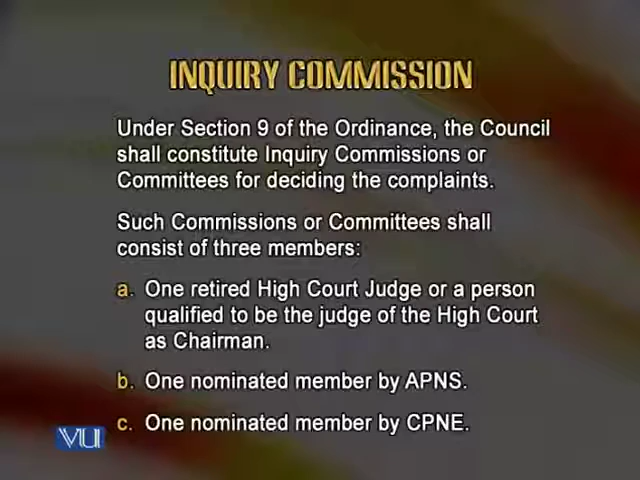 INQUIRY COMMISSION
Under Section 9 of the Ordinance, the Council
shall constitute Inquiry Commissions or
Committees for deciding the complaints.
Such Commissions or Committees shall
consist of three members:
a. One retired High Court Judge or a person
qualified to be the judge of the High Court
as Chairman.
b. One nominated member by APNS.
c. One nominated member by CPNE.
VU